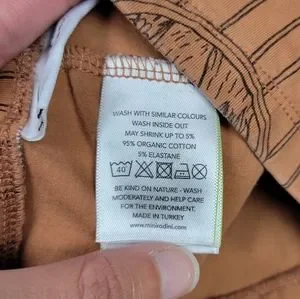 WASH WITH SIMILAR COLOURS
WASH INSIDE OUT
MAY SHRINK UP TO 5%
95% ORGANIC COTTON
5% ELASTANE
40
BE KIND ON NATURE - WASH
MODERATELY AND HELP CARE
FOR THE ENVIRONMENT.
MADE IN TURKEY
www.minirodini.com